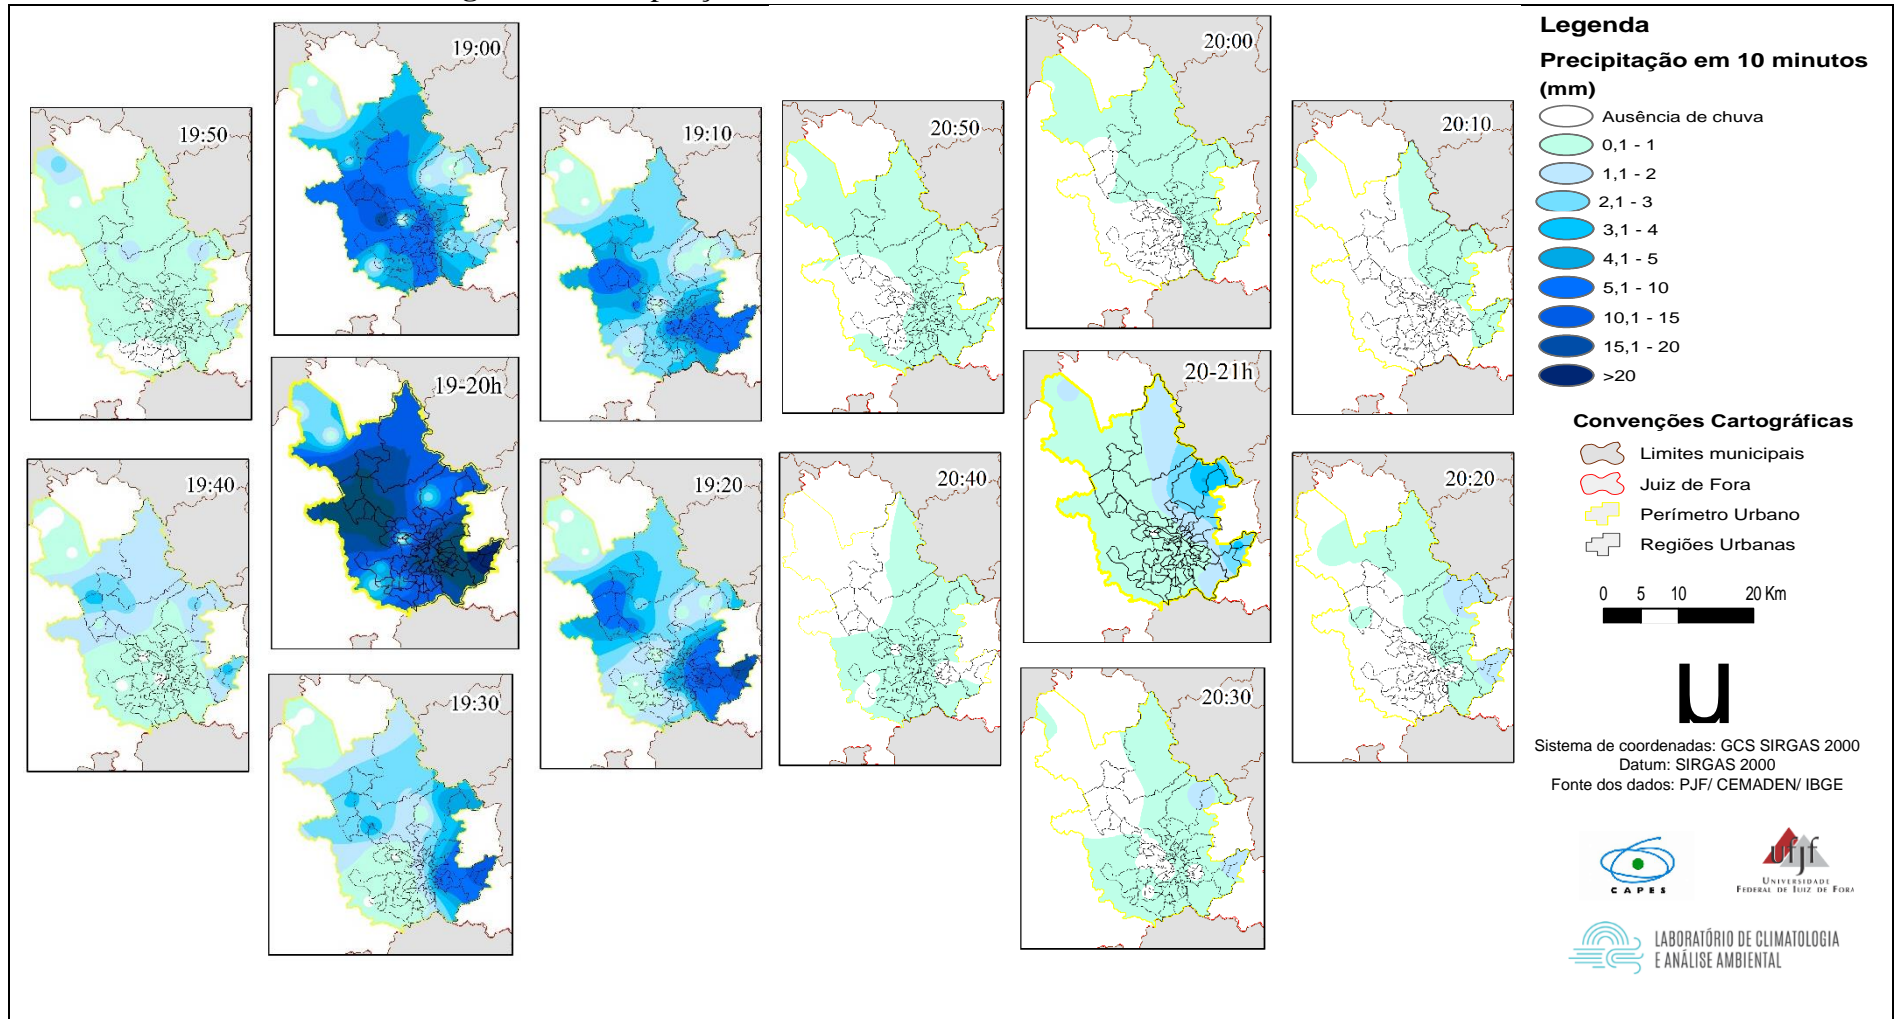 19:00
20:00
19:50
19:10
20:50
20:10
19-20h
20-21h
19:40
19:20
20:40
20:20
19:30
20:30
Legenda
Precipitação em 10 minutos
(mm)
Ausência de chuva
0,1 - 1
1,1 - 2
2,1 - 3
3,1 - 4
4,1 - 5
5,1 - 10
10,1 - 15
15,1 - 20
>20
Convenções Cartográficas
Limites municipais
Juiz de Fora
Perímetro Urbano
Regiões Urbanas
0 5 10 20 Km
u
Sistema de coordenadas: GCS SIRGAS 2000
Datum: SIRGAS 2000
Fonte dos dados: PJF/ CEMADEN/ IBGE
CAPES
ufjf
UNIVERSIDADE
FEDERAL DE JUIZ DE FORA
LABORATÓRIO DE CLIMATOLOGIA
E ANÁLISE AMBIENTAL